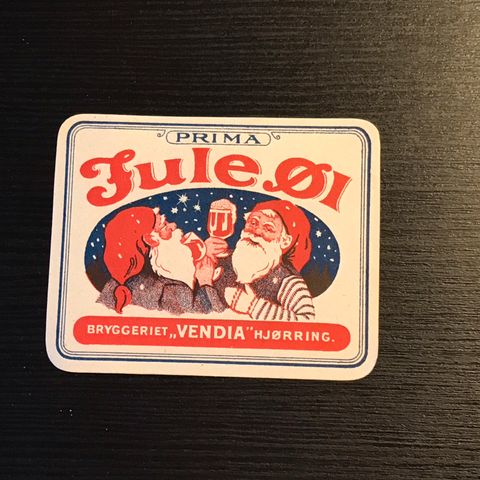 PRIMA
Jule Øl
BRYGGERIET „VENDIA" HJØRRING.